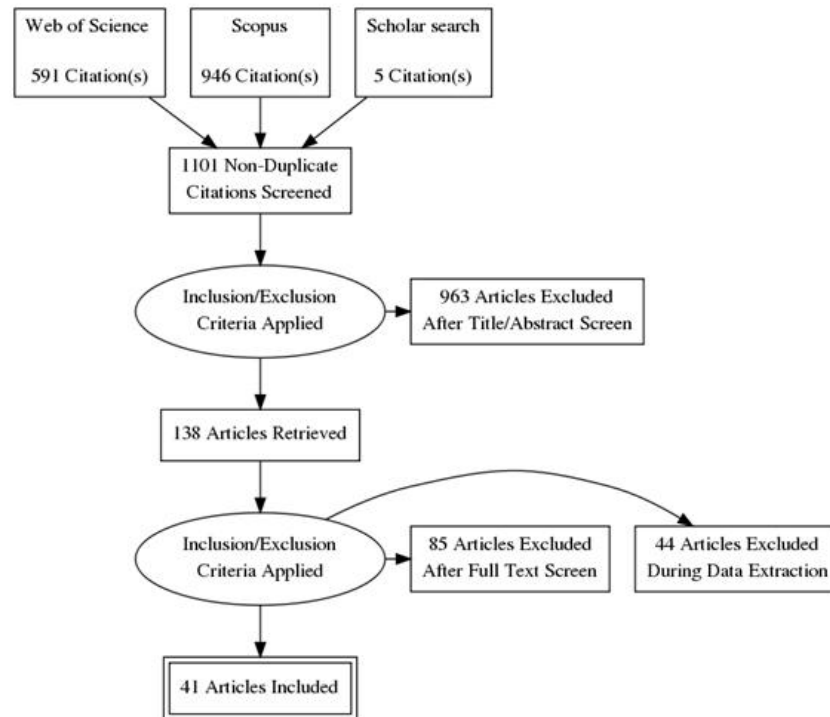 Web of Science
591 Citation(s)
Scopus
946 Citation(s)
Scholar search
5 Citation(s)
1101 Non-Duplicate
Citations Screened
Inclusion/Exclusion
Criteria Applied
963 Articles Excluded
After Title/Abstract Screen
138 Articles Retrieved
Inclusion/Exclusion
Criteria Applied
85 Articles Excluded
After Full Text Screen
44 Articles Excluded
During Data Extraction
41 Articles Included